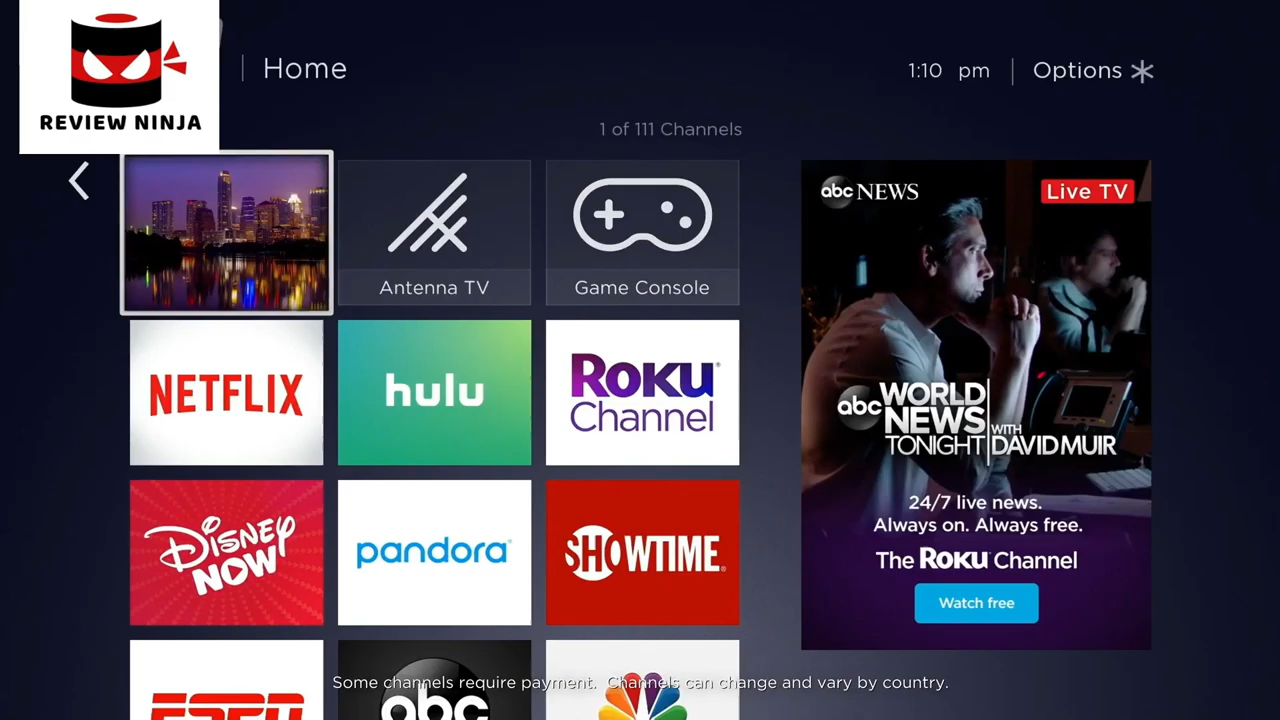 REVIEW NINJA
Home
1:10 pm
Options
1 of 111 Channels
Antenna TV
Game Console
NETFLIX
hulu
ROKU
Channel
DISNEY
NOW
pandora
SHOWTIME
ESPN
abc
abc NEWS
Live TV
abc WORLD
NEWS
TONIGHT WITH DAVID MUIR
24/7 live news.
Always on. Always free.
The ROKU Channel
Watch free
Some channels require payment. Channels can change and vary by country.